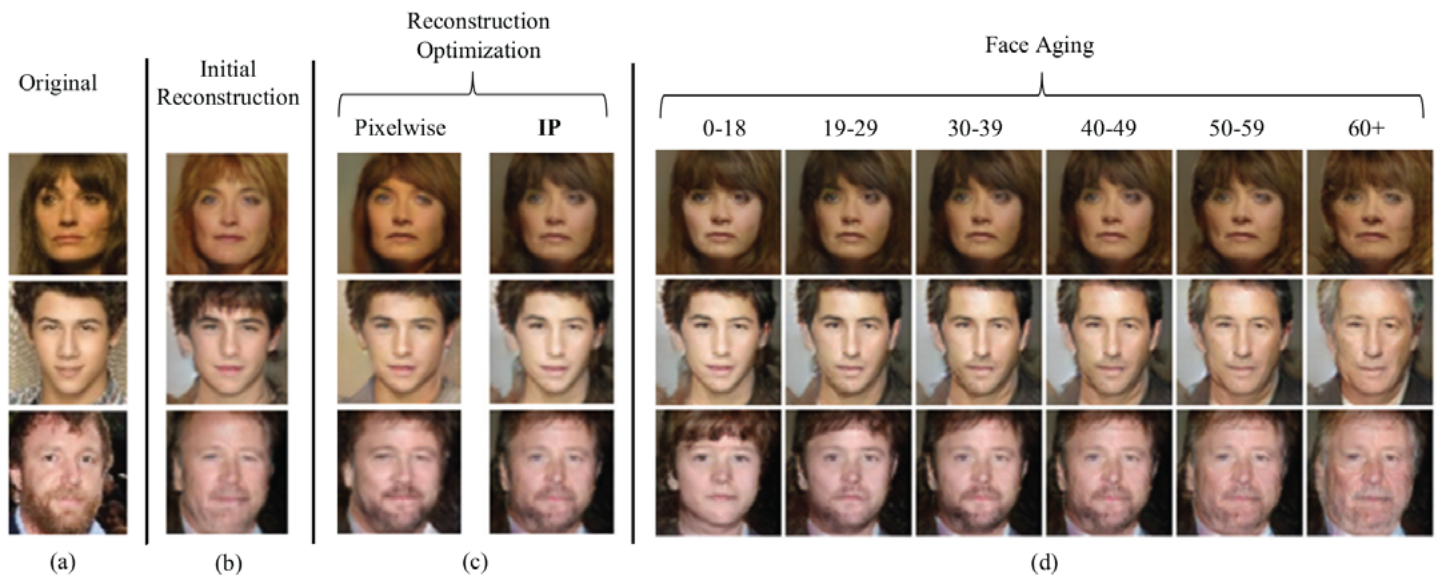 Reconstruction
Optimization
Face Aging
Original
Initial
Reconstruction
Pixelwise
IP
0-18
19-29
30-39
40-49
50-59
60+
(a)
(b)
(c)
(d)